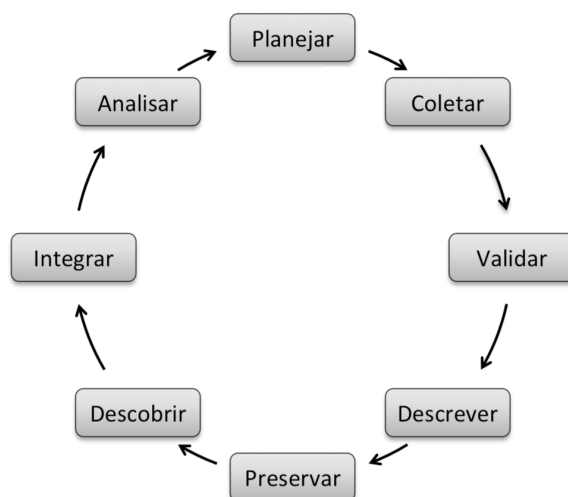 Planejar
Coletar
Validar
Descrever
Preservar
Descobrir
Integrar
Analisar